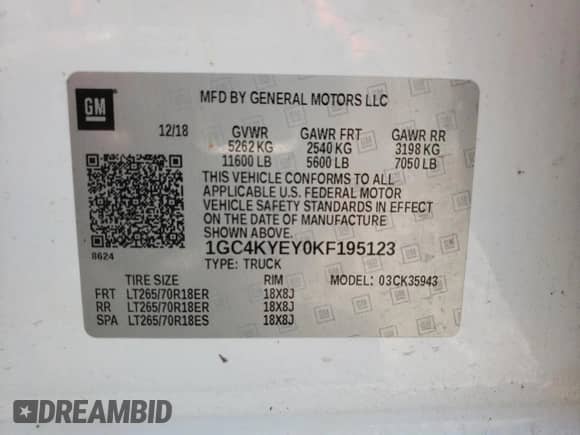 GM
MFD BY GENERAL MOTORS LLC
12/18 GVWR GAWR FRT GAWR RR
5262 KG 2540 KG 3198 KG
11600 LB 5600 LB 7050 LB
THIS VEHICLE CONFORMS TO ALL
APPLICABLE U.S. FEDERAL MOTOR
VEHICLE SAFETY STANDARDS IN EFFECT
ON THE DATE OF MANUFACTURE
SHOWN ABOVE.
8624
1GC4KYEY0KF195123
TYPE: TRUCK
TIRE SIZE RIM MODEL: 03CK35943
FRT LT265/70R18ER 18X8J
RR LT265/70R18ER 18X8J
SPA LT265/70R18ES 18X8J
DREAMBID